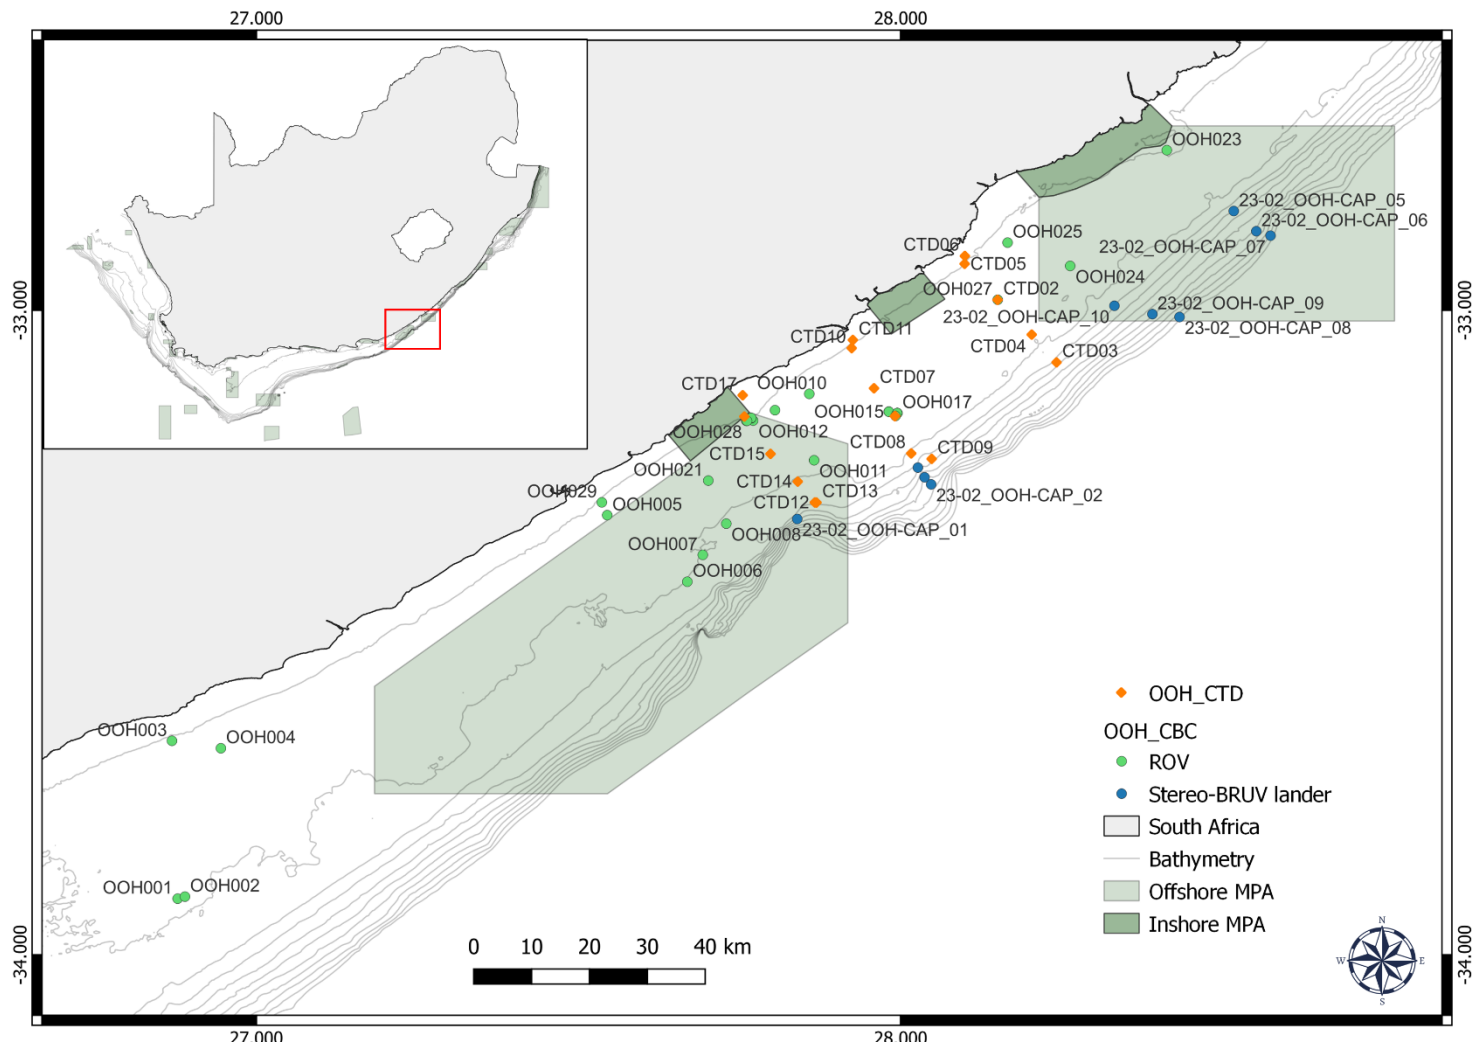 27.000
28.000
OOH023
23-02_OOH-CAP_05
23-02_OOH-CAP_06
OOH025
23-02_OOH-CAP_07
CTD06
CTD05
OOH024
OOH027
CTD02
-33.000
-33.000
23-02_OOH-CAP_09
23-02_OOH-CAP_10
23-02_OOH-CAP_08
CTD11
CTD10
CTD04
CTD03
CTD17
OOH010
CTD07
OOH015
OOH017
OOH028
OOH012
CTD15
CTD08
CTD09
OOH021
OOH011
CTD14
CTD13
OOH029
OOH005
CTD12
23-02_OOH-CAP_02
OOH008
23-02_OOH-CAP_01
OOH007
OOH006
OOH003
OOH004
OOH001
OOH002
OOH_CTD
OOH_CBC
ROV
Stereo-BRUV lander
South Africa
Bathymetry
Offshore MPA
Inshore MPA
0 10 20 30 40 km
N
W
E
S
-34.000
-34.000
27.000
28.000